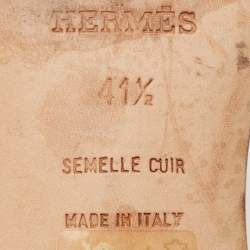 HERMÈS
41½
SEMELLE CUIR
MADE IN ITALY